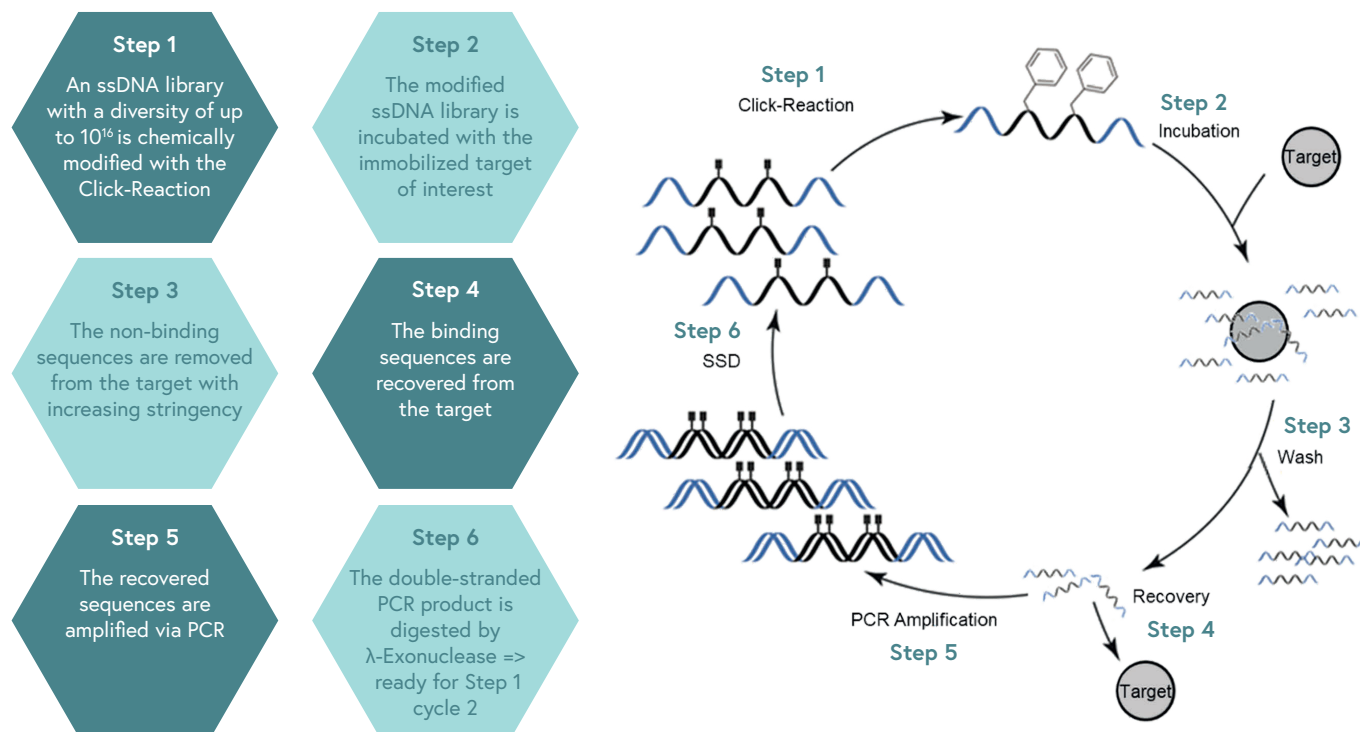 Step 1
An ssDNA library
with a diversity of up
to 10¹⁶ is chemically
modified with the
Click-Reaction
Step 2
The modified
ssDNA library is
incubated with the
immobilized target
of interest
Step 3
The non-binding
sequences are removed
from the target with
increasing stringency
Step 4
The binding
sequences are
recovered from
the target
Step 5
The recovered
sequences are
amplified via PCR
Step 6
The double-stranded
PCR product is
digested by
λ-Exonuclease =>
ready for Step 1
cycle 2
Step 1
Click-Reaction
Step 2
Incubation
Target
Step 3
Wash
Recovery
Step 4
Target
PCR Amplification
Step 5
Step 6
SSD